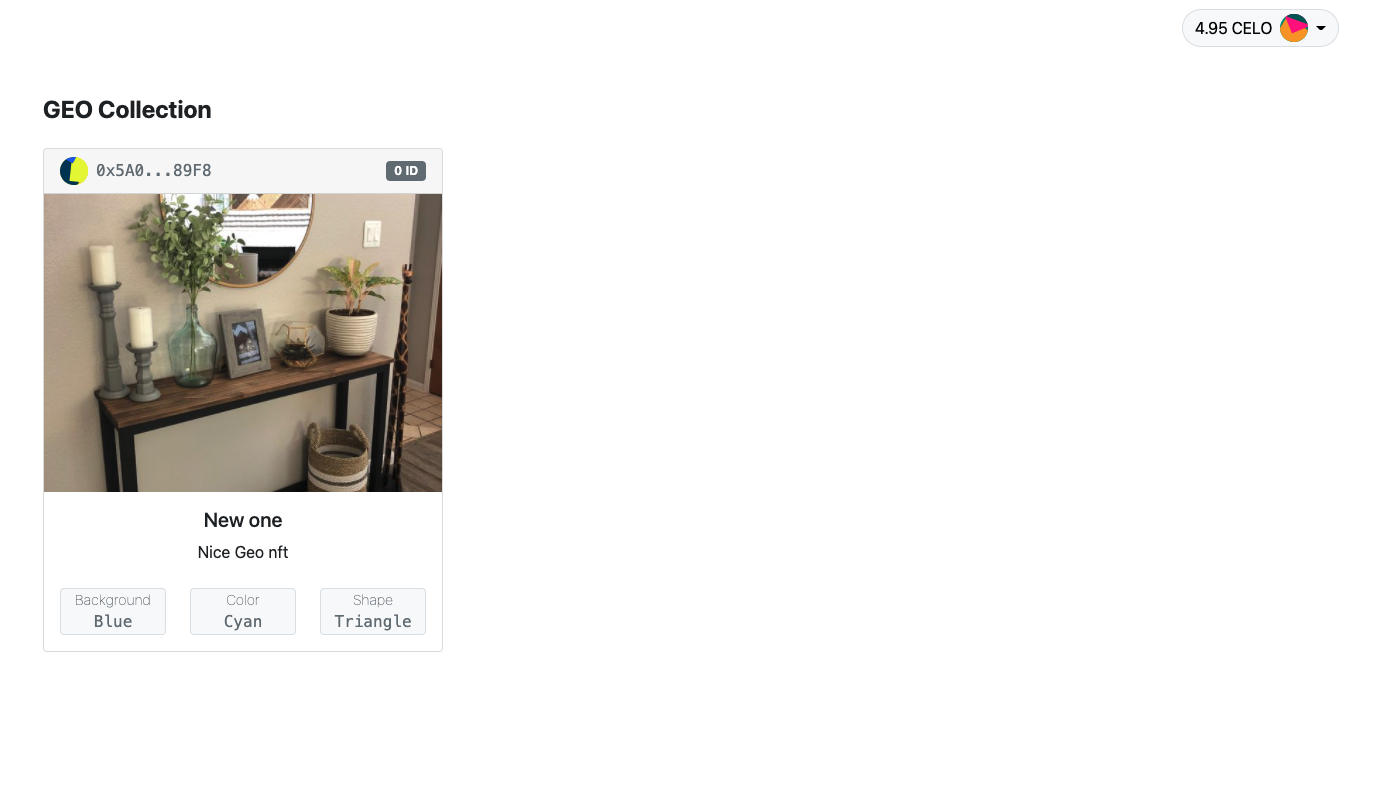 4.95 CELO
GEO Collection
0x5A0...89F8
0 ID
New one
Nice Geo nft
Background
Blue
Color
Cyan
Shape
Triangle